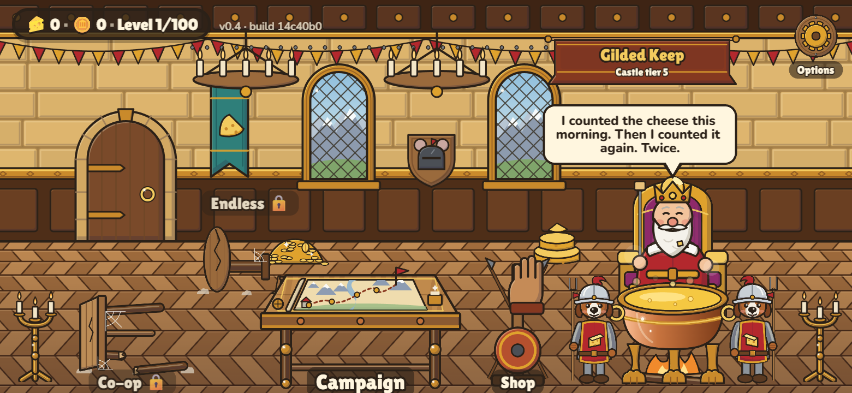 0 · 0 · Level 1/100
v0.4 · build 14c40b0
Gilded Keep
Castle tier 5
Options
I counted the cheese this
morning. Then I counted it
again. Twice.
Endless
Co-op
Campaign
Shop